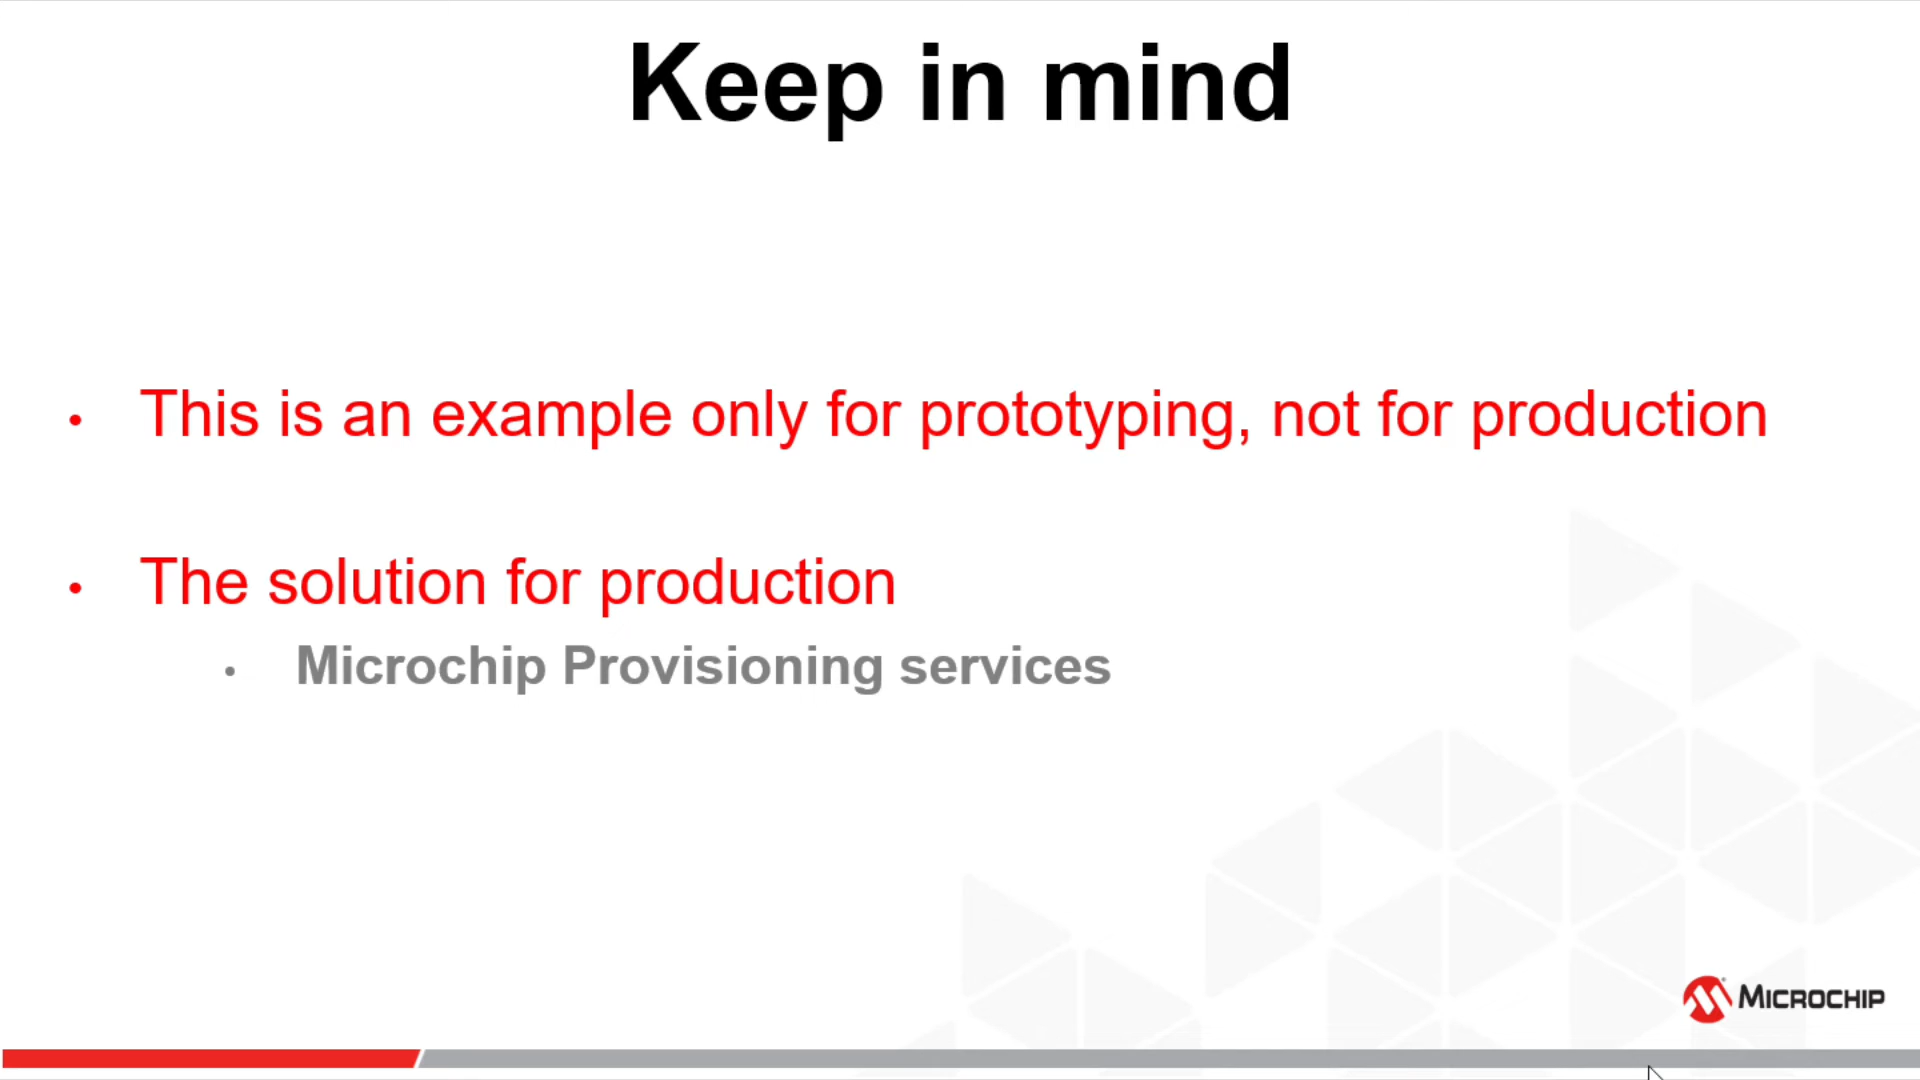 Keep in mind
• This is an example only for prototyping, not for production
• The solution for production
• Microchip Provisioning services
MICROCHIP